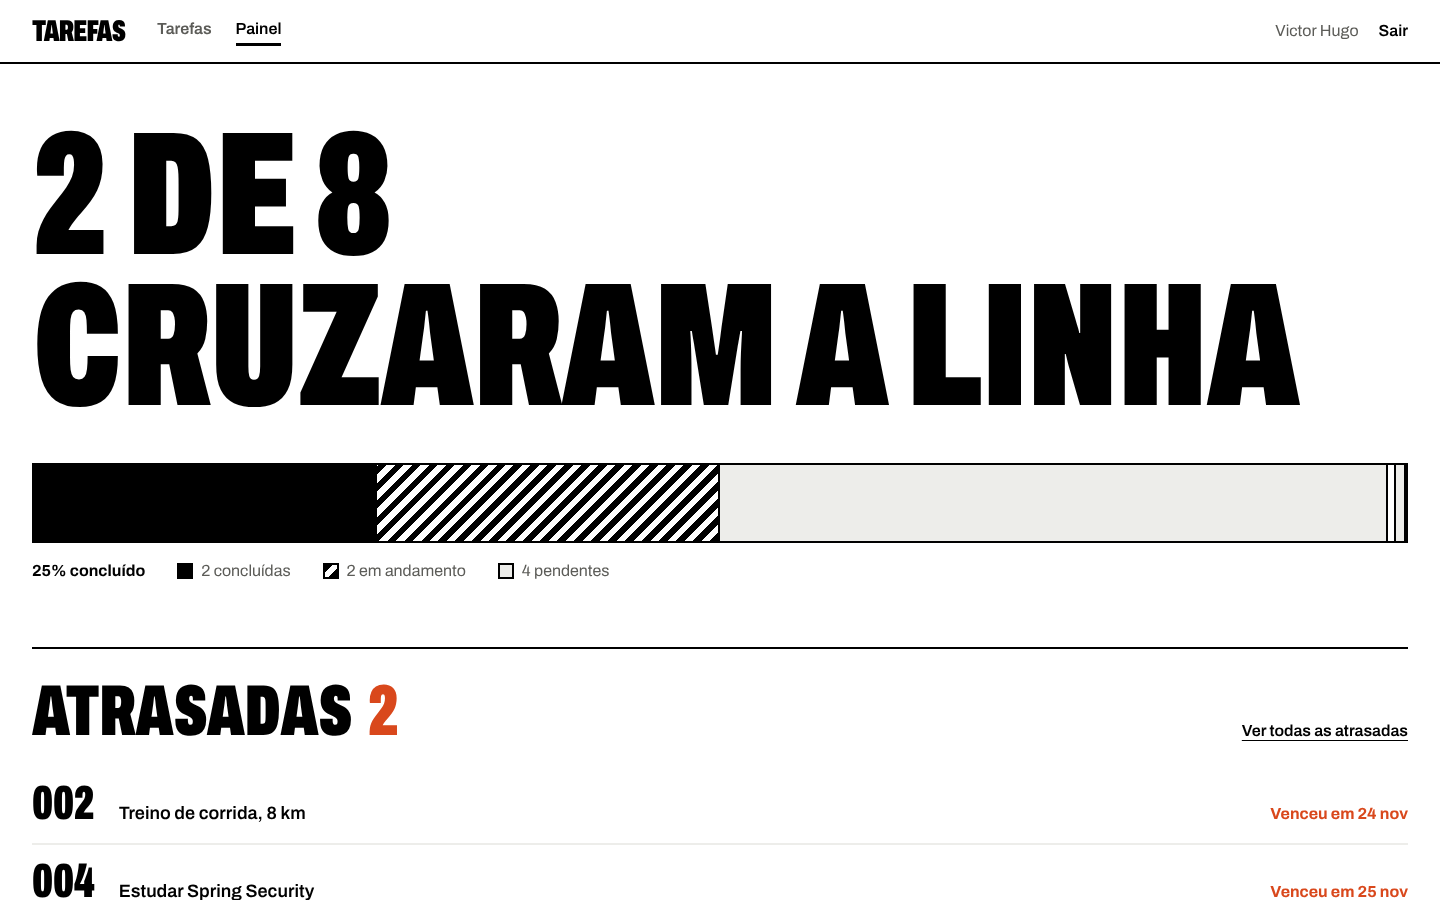 TAREFAS Tarefas Painel Victor Hugo Sair
2 DE 8
CRUZARAM A LINHA
25% concluído 2 concluídas 2 em andamento 4 pendentes
ATRASADAS 2 Ver todas as atrasadas
002 Treino de corrida, 8 km Venceu em 24 nov
004 Estudar Spring Security Venceu em 25 nov